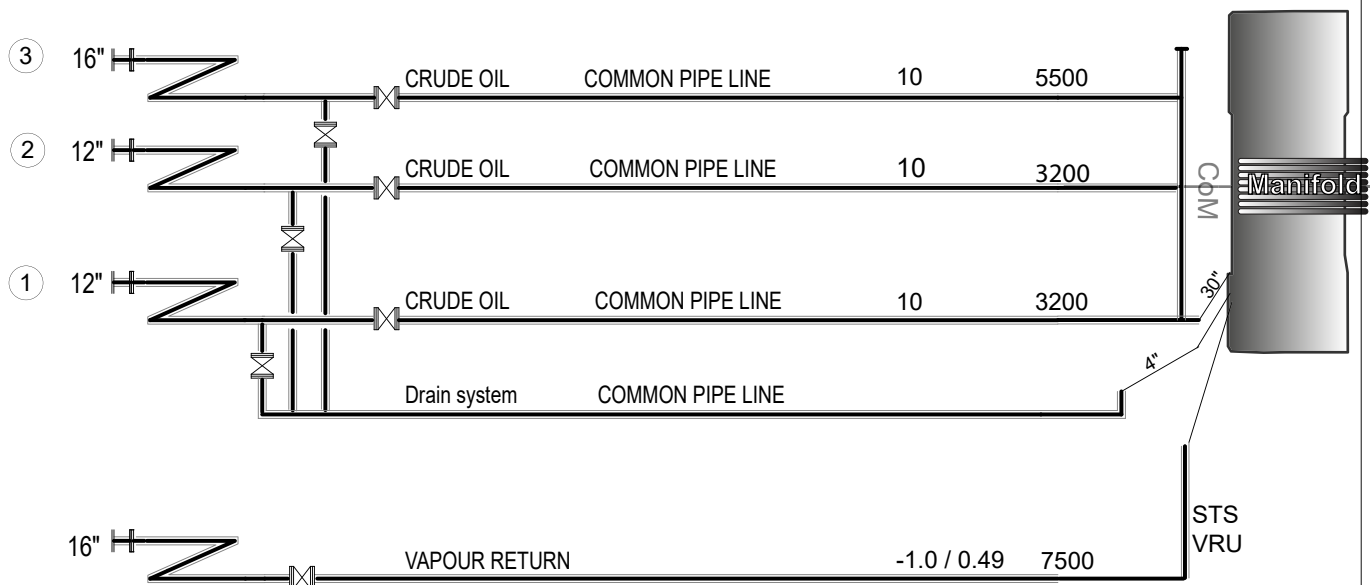 3 16" CRUDE OIL COMMON PIPE LINE 10 5500
2 12" CRUDE OIL COMMON PIPE LINE 10 3200
CoM
Manifold
1 12" CRUDE OIL COMMON PIPE LINE 10 3200
30"
4"
Drain system COMMON PIPE LINE
STS
VRU
16" VAPOUR RETURN -1.0 / 0.49 7500